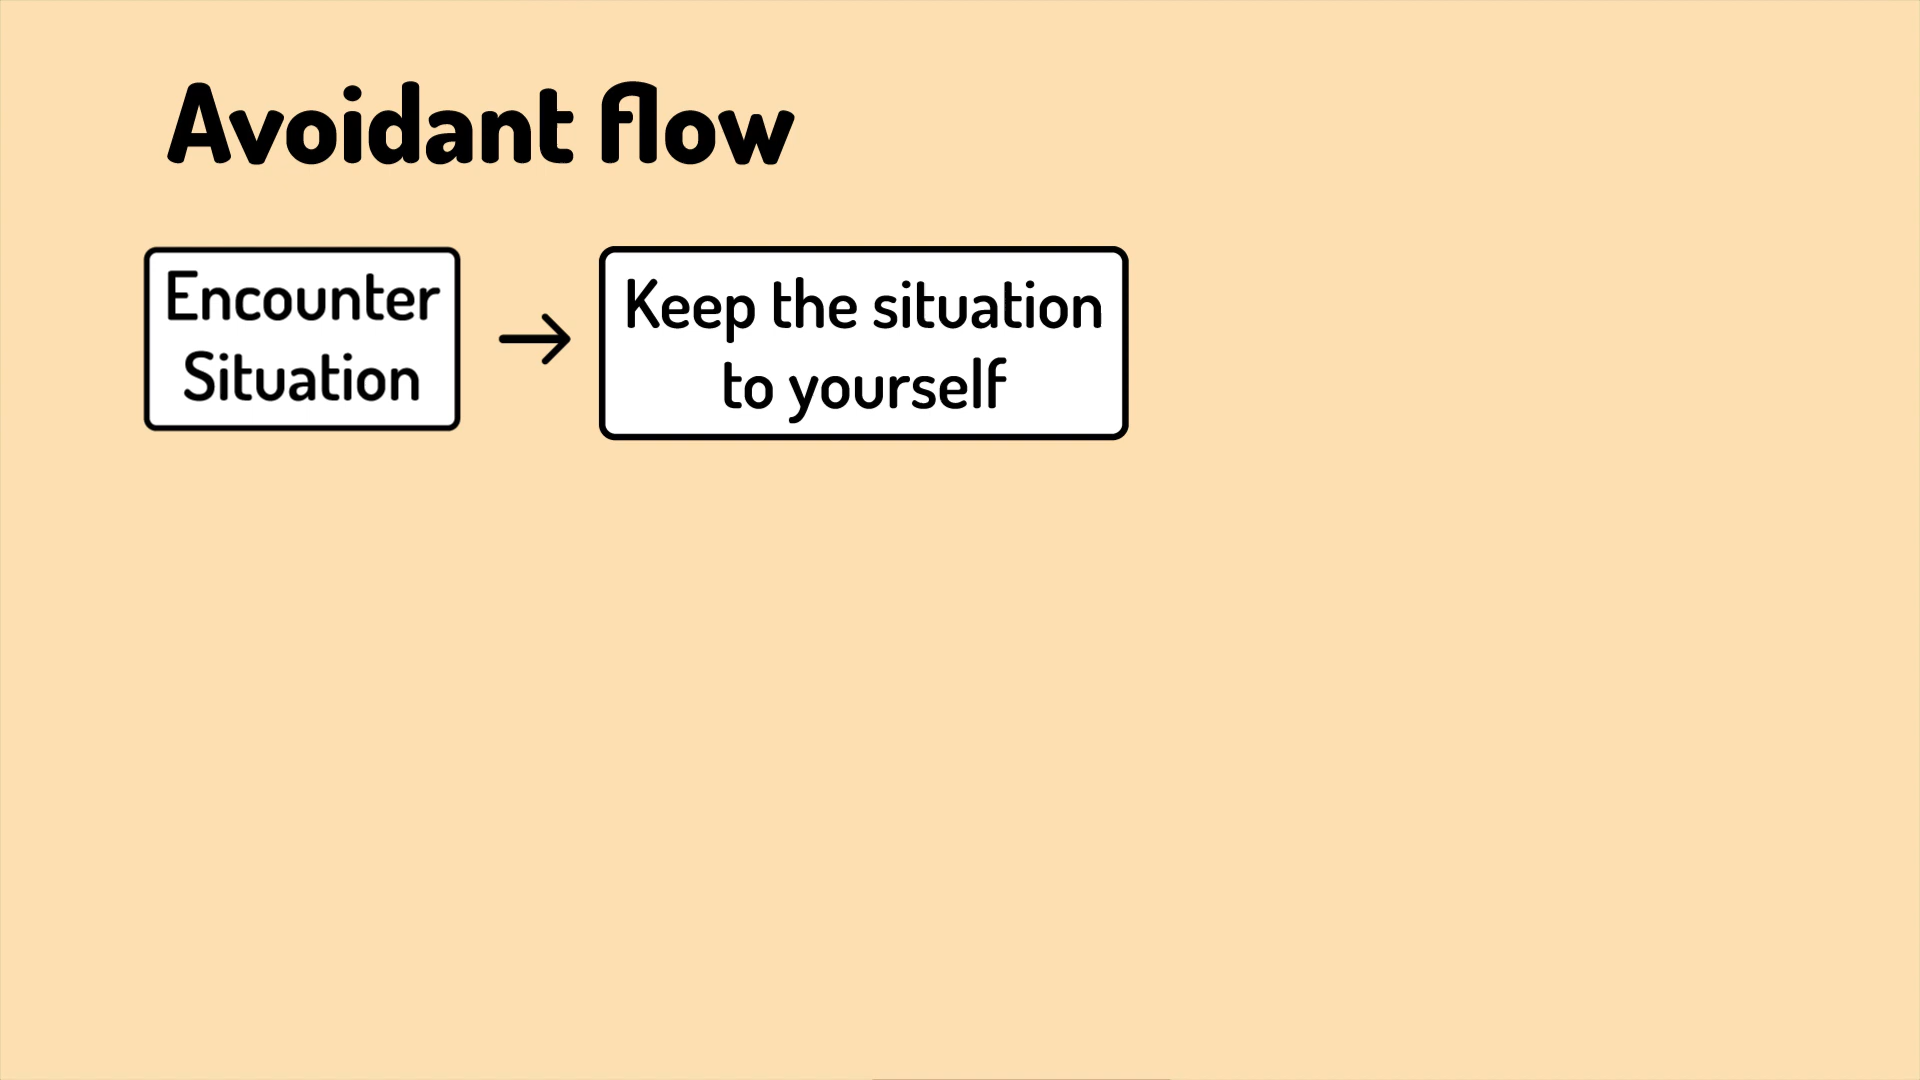 Avoidant flow
Encounter
Situation
Keep the situation
to yourself